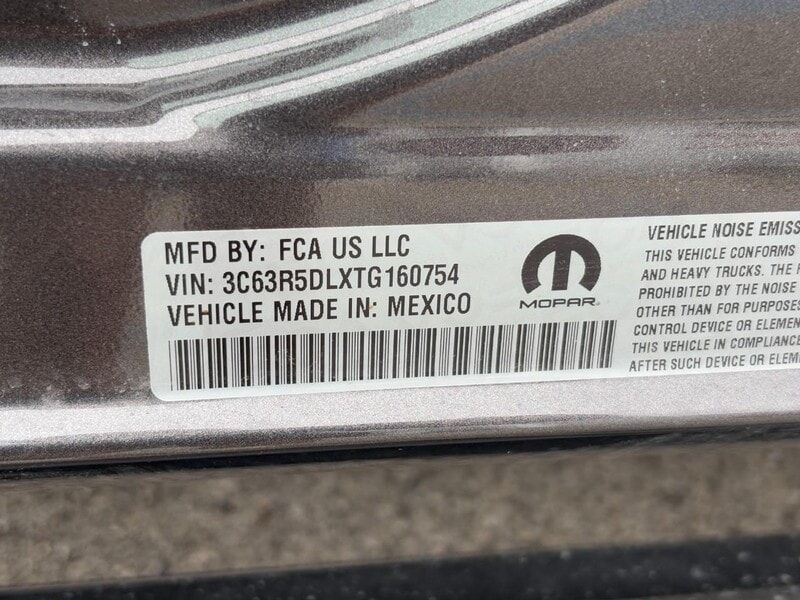 MFD BY: FCA US LLC
VIN: 3C63R5DLXTG160754
VEHICLE MADE IN: MEXICO
MOPAR
VEHICLE NOISE EMISS
THIS VEHICLE CONFORMS
AND HEAVY TRUCKS. THE
PROHIBITED BY THE NOISE
OTHER THAN FOR PURPOSES
CONTROL DEVICE OR ELEMEN
THIS VEHICLE IN COMPLIANCE
AFTER SUCH DEVICE OR ELEM